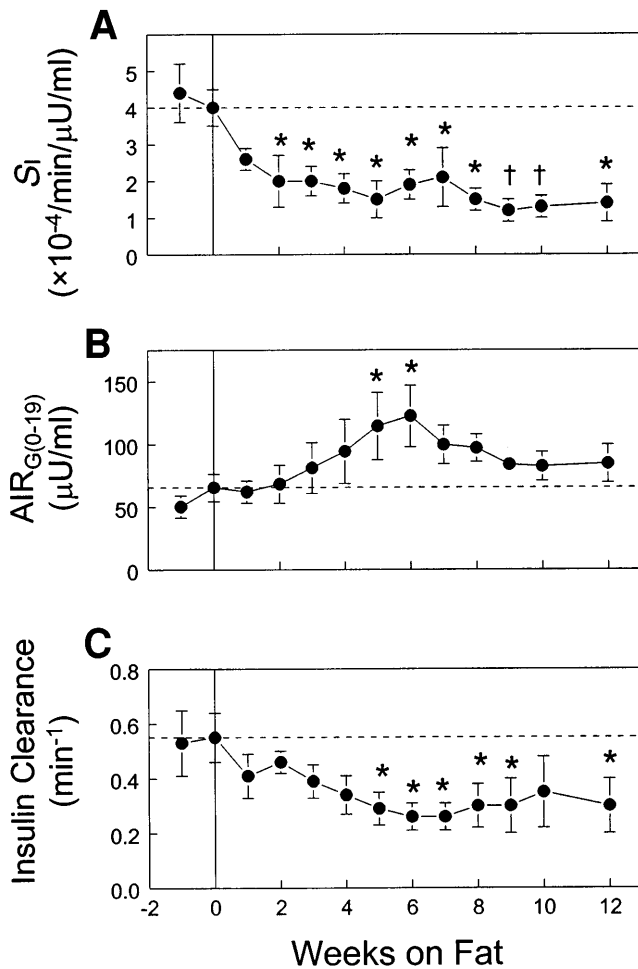 A
S_I
(×10⁻⁴/min/μU/ml)
5
4
3
2
1
0
* * * * * * * † † *
B
AIR_G(0-19)
(μU/ml)
150
100
50
0
* *
C
Insulin Clearance
(min⁻¹)
0.8
0.6
0.4
0.2
0.0
* * * * * *
-2 0 2 4 6 8 10 12
Weeks on Fat